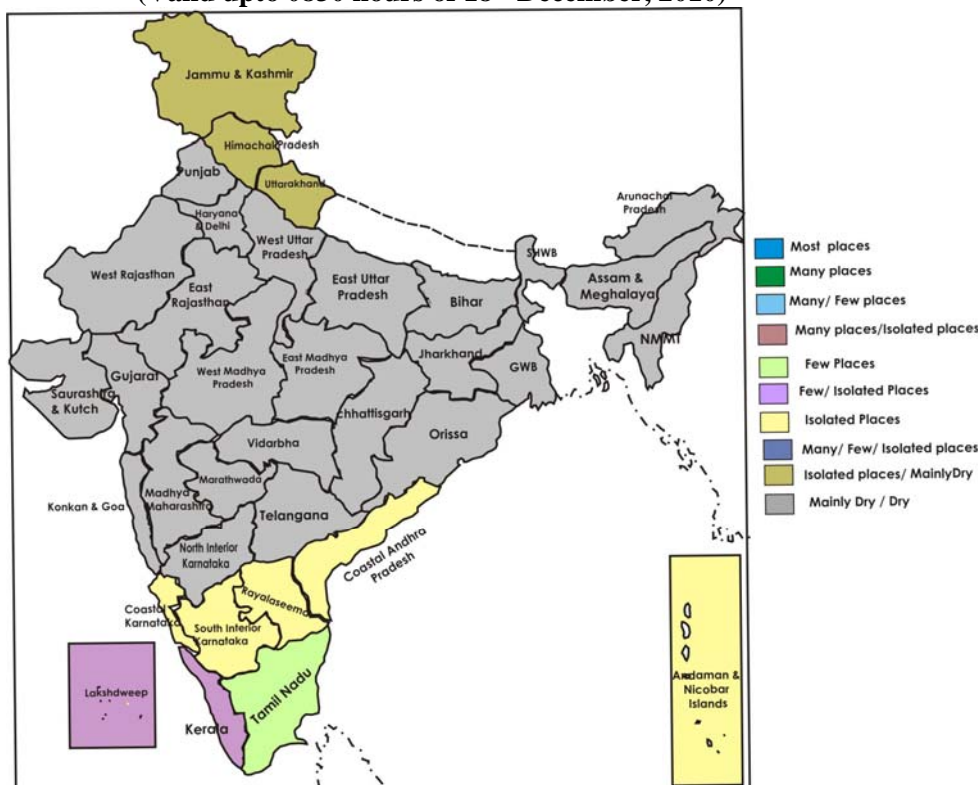 Jammu & Kashmir
Himachak Pradesh
Punjab
Uttarakhand
Haryana
& Delhi
West Uttar
Pradesh
Arunachal
Pradesh
West Rajasthan
East
Rajasthan
East Uttar
Pradesh
SHWB
Assam &
Meghalaya
Bihar
NMMT
Jharkhand
GWB
Gujarat
Saurashtra
& Kutch
West Madhya
Pradesh
East Madhya
Pradesh
chhattisgarh
Orissa
Vidarbha
Marathwada
Konkan & Goa
Madhya
Maharashtra
Telangana
North Interior
Karnataka
Coastal Andhra
Pradesh
Rayalaseema
Coastal
Karnataka
South Interior
Karnataka
Lakshdweep
Kerala
Tamil Nadu
Andaman &
Nicobar
Islands
Most places
Many places
Many/ Few places
Many places/Isolated places
Few Places
Few/ Isolated Places
Isolated Places
Many/ Few/ Isolated places
Isolated places/ MainlyDry
Mainly Dry / Dry